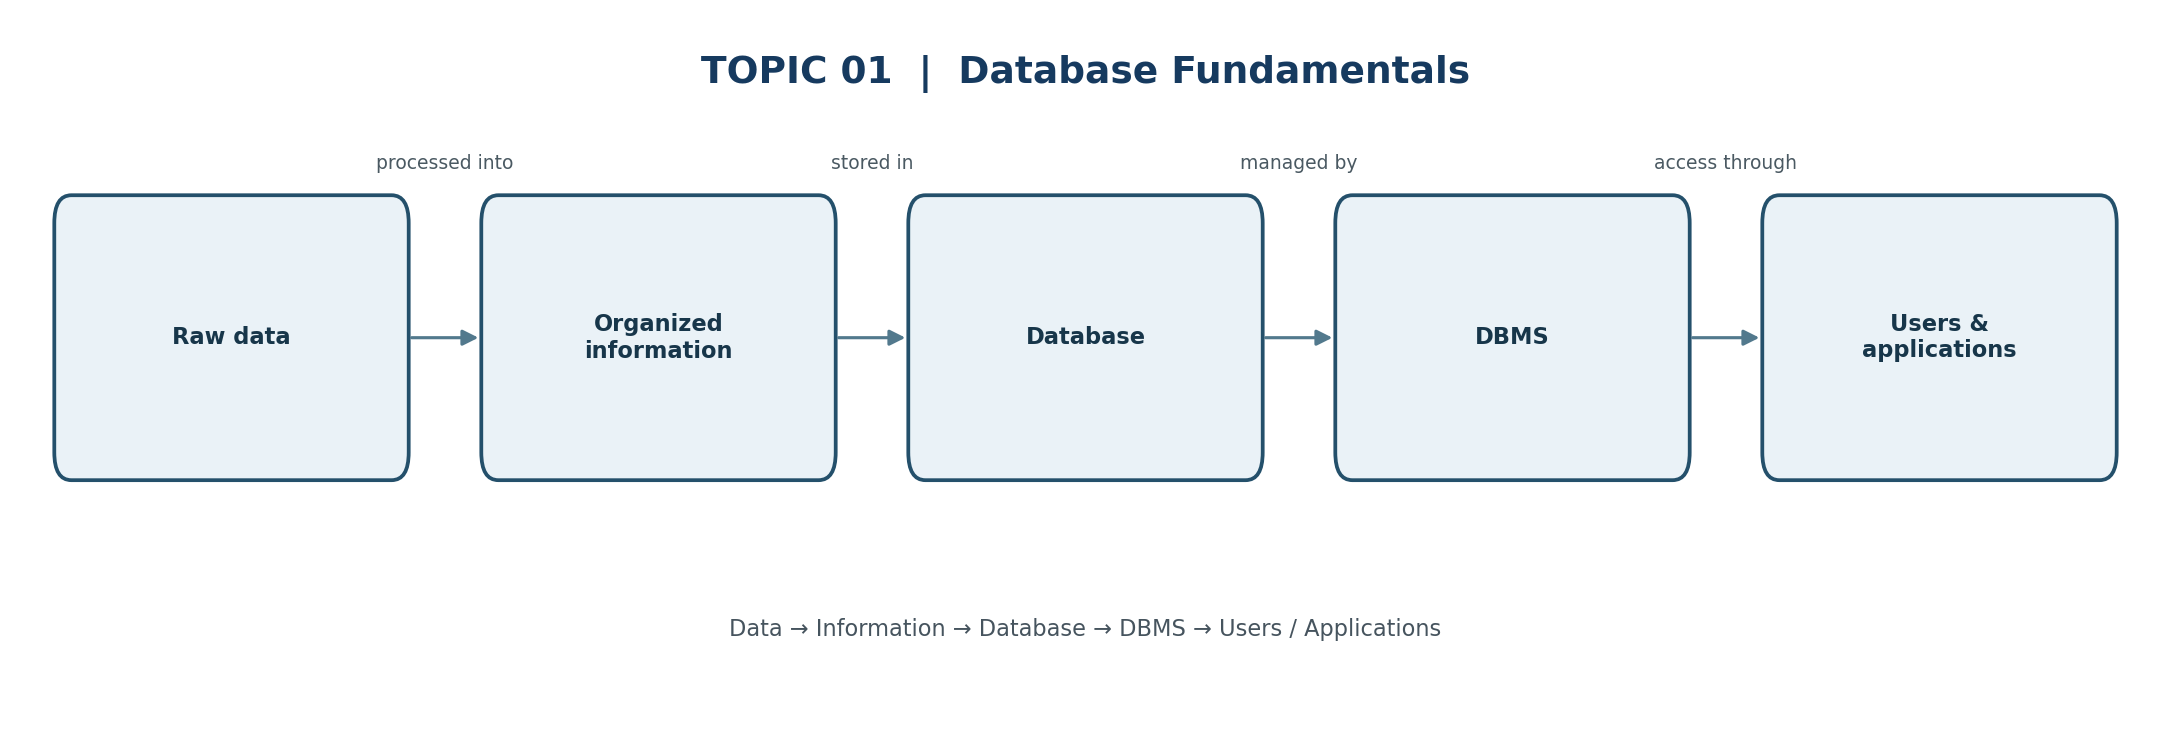 TOPIC 01 | Database Fundamentals
processed into
stored in
managed by
access through
Raw data
Organized
information
Database
DBMS
Users &
applications
Data → Information → Database → DBMS → Users / Applications